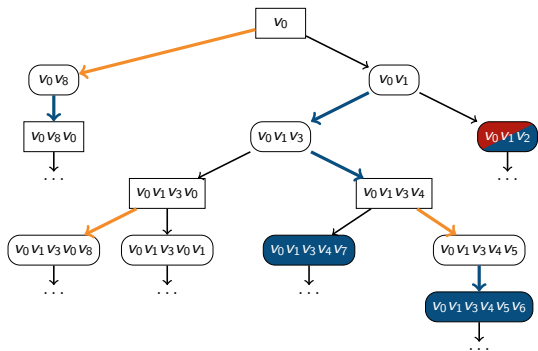 v₀
v₀v₈ v₀v₁
v₀v₈v₀ v₀v₁v₃ v₀v₁v₂
... ...
v₀v₁v₃v₀ v₀v₁v₃v₄
v₀v₁v₃v₀v₈ v₀v₁v₃v₀v₁ v₀v₁v₃v₄v₇ v₀v₁v₃v₄v₅
... ... ...
v₀v₁v₃v₄v₅v₆
...